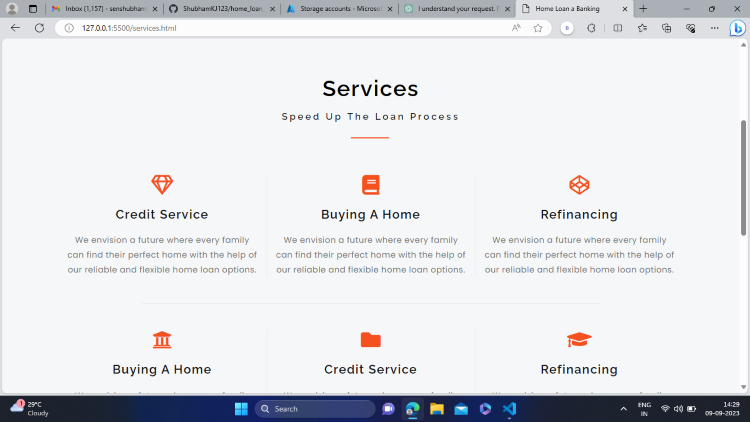 Inbox (1,157) - senshubham
ShubhamKJ123/home_loan
Storage accounts - Microsof
I understand your request. I
Home Loan a Banking
127.0.0.1:5500/services.html
Services
Speed Up The Loan Process
Credit Service
Buying A Home
Refinancing
We envision a future where every family
can find their perfect home with the help of
our reliable and flexible home loan options.
We envision a future where every family
can find their perfect home with the help of
our reliable and flexible home loan options.
We envision a future where every family
can find their perfect home with the help of
our reliable and flexible home loan options.
Buying A Home
Credit Service
Refinancing
29°C
Cloudy
Search
ENG
IN
14:29
09-09-2023